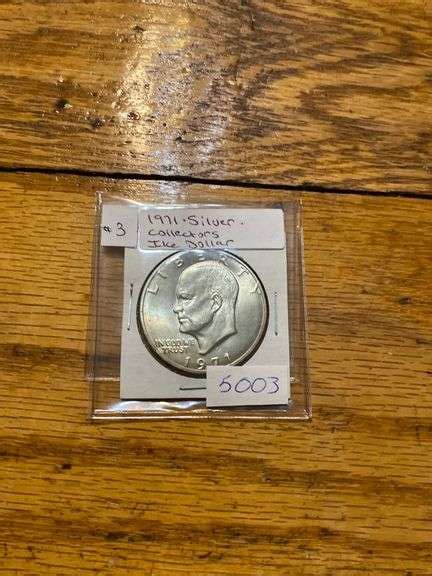 #3
1971 · Silver ·
Collectors
Ike Dollar
LIBERTY
IN GOD WE
TRUST
1971
5003